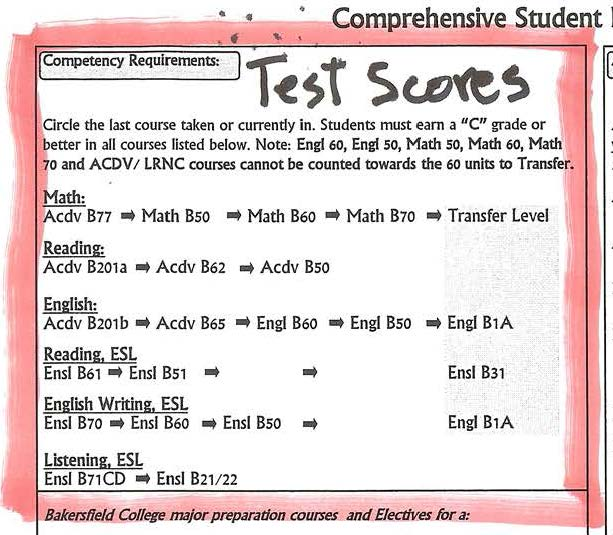 Comprehensive Student
Competency Requirements:
Test Scores
Circle the last course taken or currently in. Students must earn a "C" grade or
better in all courses listed below. Note: Engl 60, Engl 50, Math 50, Math 60, Math
70 and ACDV/ LRNC courses cannot be counted towards the 60 units to Transfer.
Math:
Acdv B77 ➡ Math B50 ➡ Math B60 ➡ Math B70 ➡ Transfer Level
Reading:
Acdv B201a ➡ Acdv B62 ➡ Acdv B50
English:
Acdv B201b ➡ Acdv B65 ➡ Engl B60 ➡ Engl B50 ➡ Engl B1A
Reading, ESL
Ensl B61 ➡ Ensl B51 ➡ ➡ Ensl B31
English Writing, ESL
Ensl B70 ➡ Ensl B60 ➡ Ensl B50 ➡ Engl B1A
Listening, ESL
Ensl B71CD ➡ Ensl B21/22
Bakersfield College major preparation courses and Electives for a: